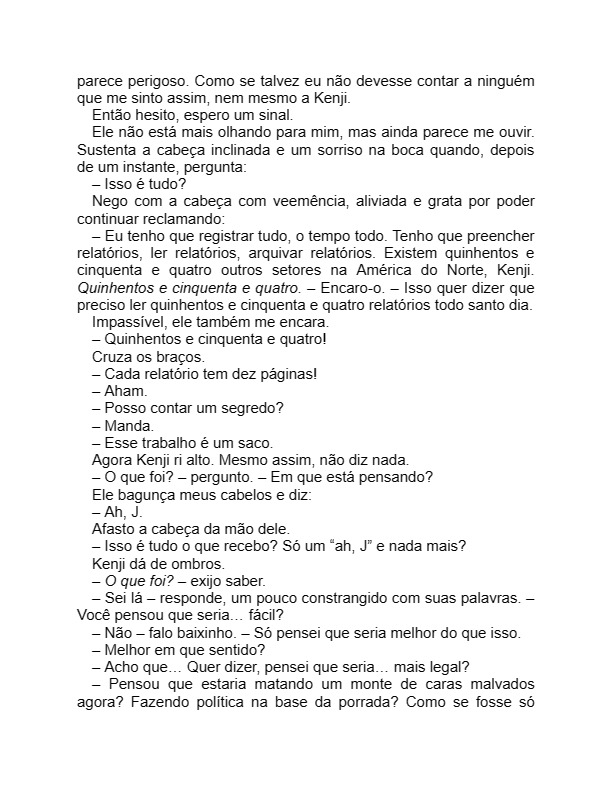 parece perigoso. Como se talvez eu não devesse contar a ninguém
que me sinto assim, nem mesmo a Kenji.
Então hesito, espero um sinal.
Ele não está mais olhando para mim, mas ainda parece me ouvir.
Sustenta a cabeça inclinada e um sorriso na boca quando, depois
de um instante, pergunta:
– Isso é tudo?
Nego com a cabeça com veemência, aliviada e grata por poder
continuar reclamando:
– Eu tenho que registrar tudo, o tempo todo. Tenho que preencher
relatórios, ler relatórios, arquivar relatórios. Existem quinhentos e
cinquenta e quatro outros setores na América do Norte, Kenji.
Quinhentos e cinquenta e quatro. – Encaro-o. – Isso quer dizer que
preciso ler quinhentos e cinquenta e quatro relatórios todo santo dia.
Impassível, ele também me encara.
– Quinhentos e cinquenta e quatro!
Cruza os braços.
– Cada relatório tem dez páginas!
– Aham.
– Posso contar um segredo?
– Manda.
– Esse trabalho é um saco.
Agora Kenji ri alto. Mesmo assim, não diz nada.
– O que foi? – pergunto. – Em que está pensando?
Ele bagunça meus cabelos e diz:
– Ah, J.
Afasto a cabeça da mão dele.
– Isso é tudo o que recebo? Só um “ah, J” e nada mais?
Kenji dá de ombros.
– O que foi? – exijo saber.
– Sei lá – responde, um pouco constrangido com suas palavras. –
Você pensou que seria… fácil?
– Não – falo baixinho. – Só pensei que seria melhor do que isso.
– Melhor em que sentido?
– Acho que… Quer dizer, pensei que seria… mais legal?
– Pensou que estaria matando um monte de caras malvados
agora? Fazendo política na base da porrada? Como se fosse só